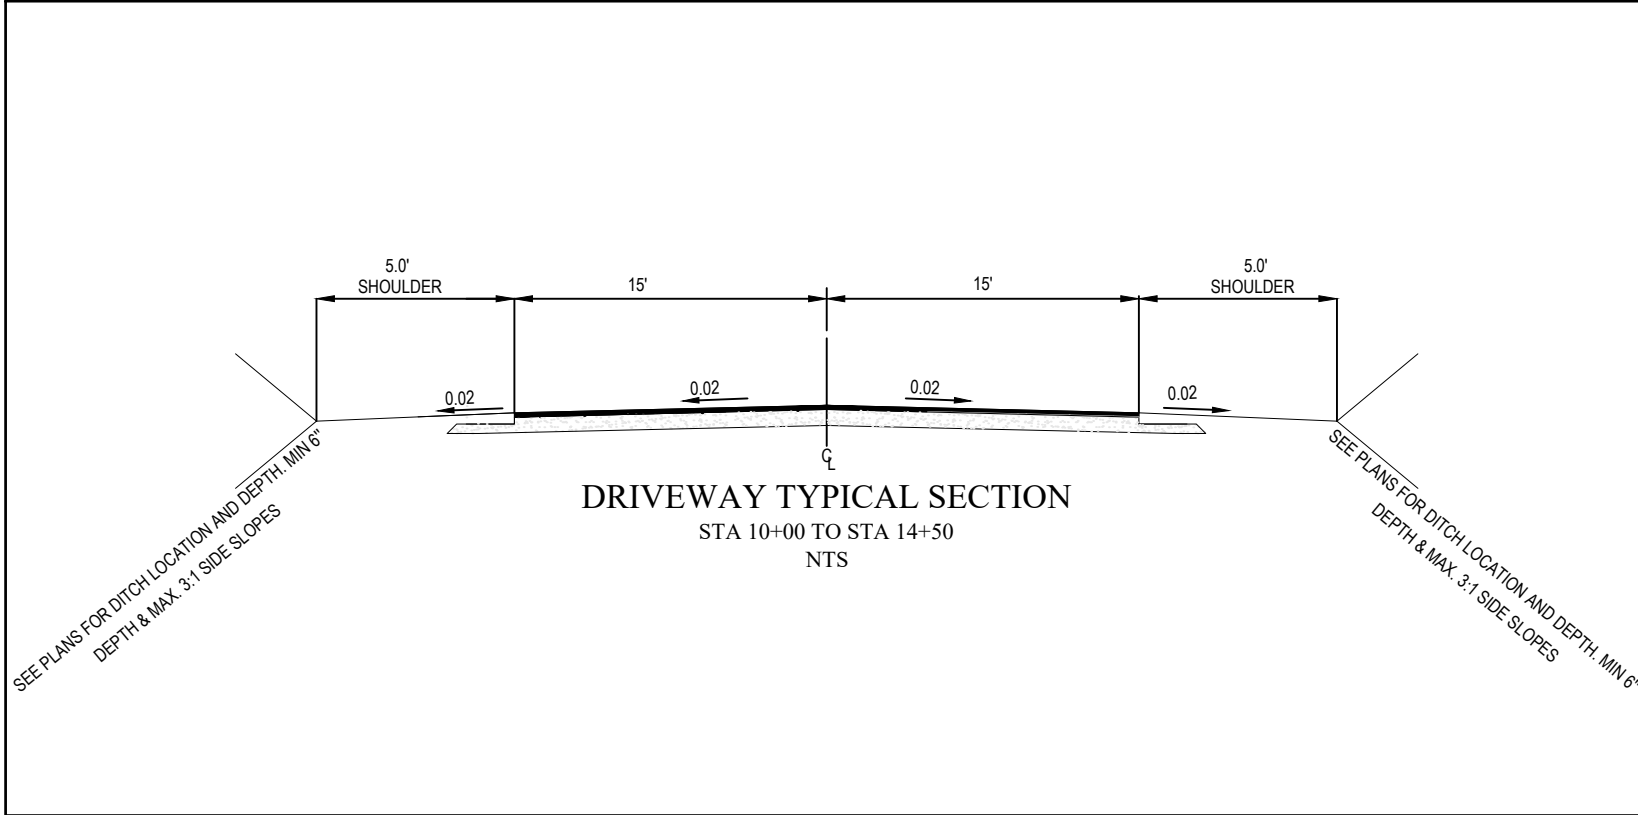 5.0'
SHOULDER
15'
15'
5.0'
SHOULDER
0.02
0.02
0.02
0.02
℄
DRIVEWAY TYPICAL SECTION
STA 10+00 TO STA 14+50
NTS
SEE PLANS FOR DITCH LOCATION AND DEPTH. MIN 6"
DEPTH & MAX. 3:1 SIDE SLOPES
SEE PLANS FOR DITCH LOCATION AND DEPTH. MIN 6"
DEPTH & MAX. 3:1 SIDE SLOPES